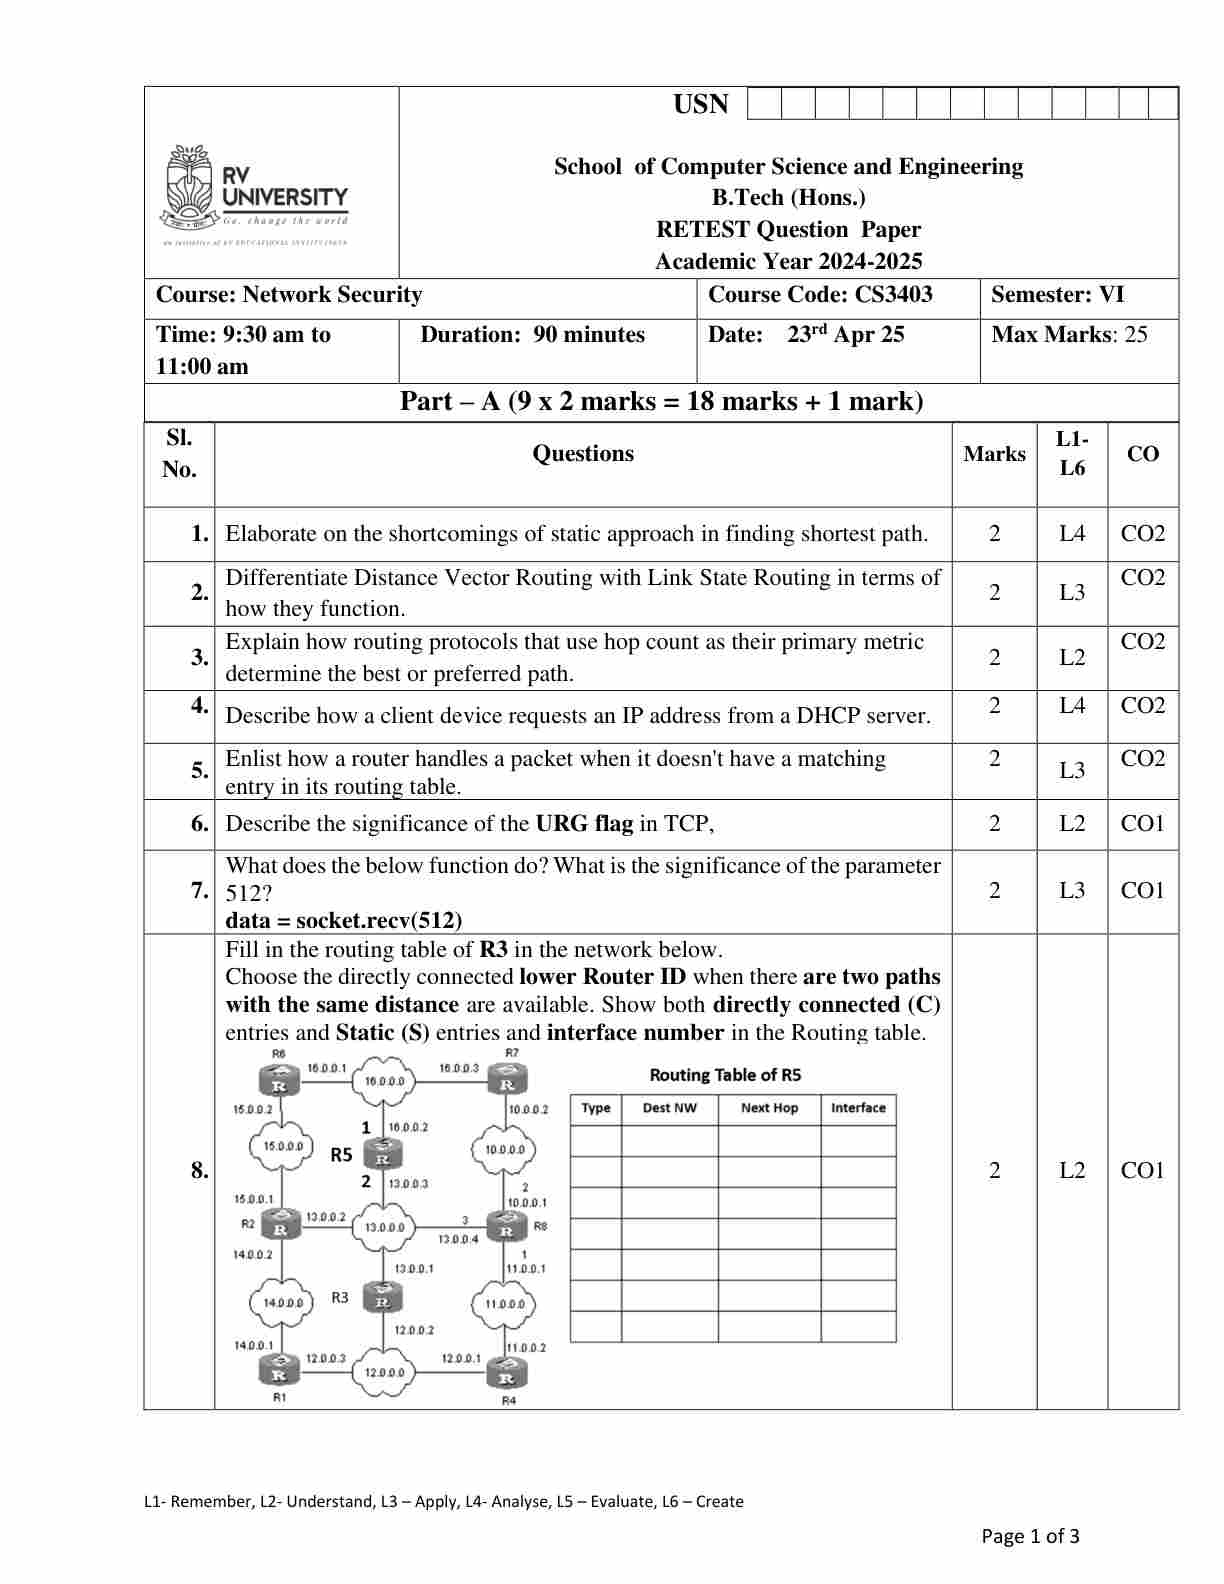 USN
RV
UNIVERSITY
Go, change the world
an initiative of RV EDUCATIONAL INSTITUTIONS
School of Computer Science and Engineering
B.Tech (Hons.)
RETEST Question Paper
Academic Year 2024-2025
Course: Network Security
Course Code: CS3403
Semester: VI
Time: 9:30 am to
11:00 am
Duration: 90 minutes
Date: 23rd Apr 25
Max Marks: 25
Part – A (9 x 2 marks = 18 marks + 1 mark)
Sl.
No.
Questions
Marks
L1-
L6
CO
1. Elaborate on the shortcomings of static approach in finding shortest path. 2 L4 CO2
2. Differentiate Distance Vector Routing with Link State Routing in terms of
how they function. 2 L3 CO2
3. Explain how routing protocols that use hop count as their primary metric
determine the best or preferred path. 2 L2 CO2
4. Describe how a client device requests an IP address from a DHCP server. 2 L4 CO2
5. Enlist how a router handles a packet when it doesn't have a matching
entry in its routing table. 2 L3 CO2
6. Describe the significance of the URG flag in TCP, 2 L2 CO1
7. What does the below function do? What is the significance of the parameter
512?
data = socket.recv(512) 2 L3 CO1
8. Fill in the routing table of R3 in the network below.
Choose the directly connected lower Router ID when there are two paths
with the same distance are available. Show both directly connected (C)
entries and Static (S) entries and interface number in the Routing table.
2 L2 CO1
R6
16.0.0.1
16.0.0.0
16.0.0.3
R7
15.0.0.2
1
16.0.0.2
10.0.0.2
15.0.0.0
R5
10.0.0.0
2
13.0.0.3
2
15.0.0.1
10.0.0.1
R2
13.0.0.2
13.0.0.0
3
13.0.0.4
R8
14.0.0.2
13.0.0.1
1
11.0.0.1
14.0.0.0
R3
11.0.0.0
12.0.0.2
14.0.0.1
11.0.0.2
12.0.0.3
12.0.0.0
12.0.0.1
R1
R4
Routing Table of R5
Type Dest NW Next Hop Interface
L1- Remember, L2- Understand, L3 – Apply, L4- Analyse, L5 – Evaluate, L6 – Create
Page 1 of 3